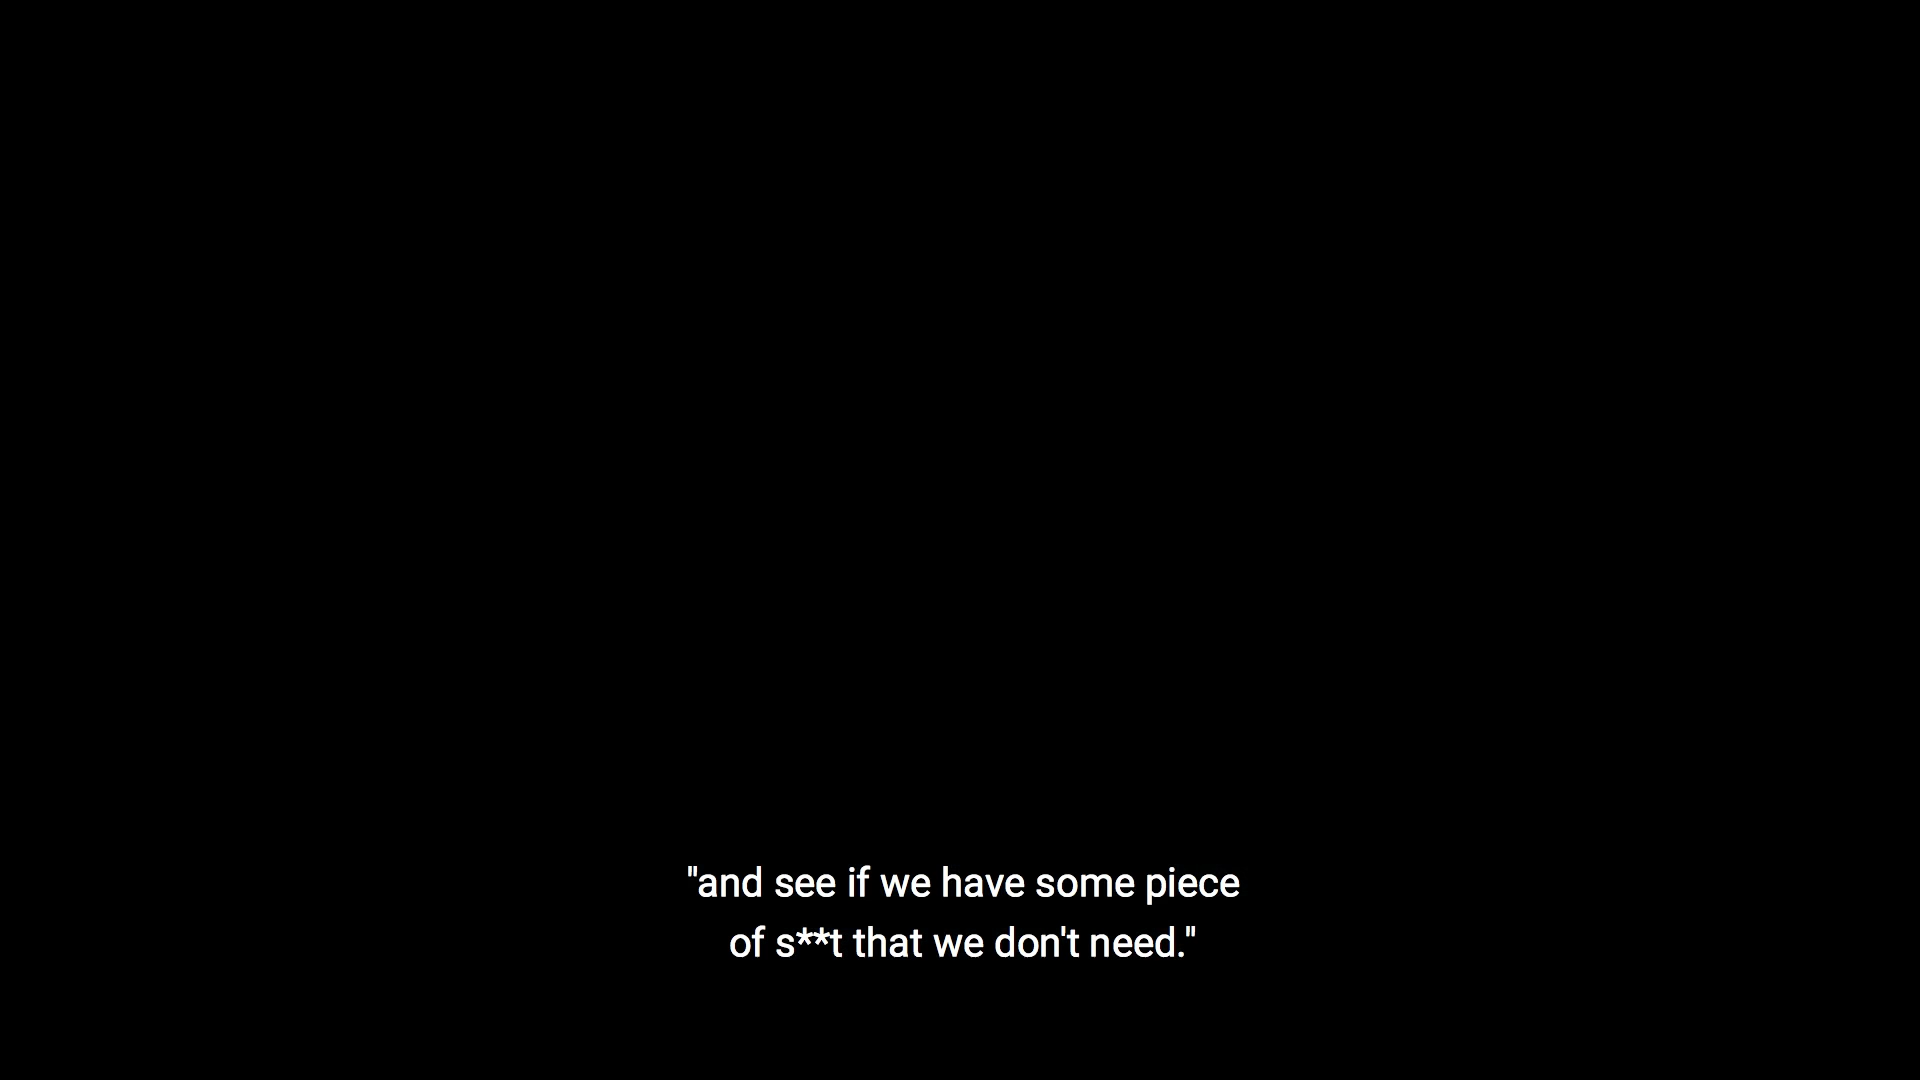 "and see if we have some piece
of s**t that we don't need."